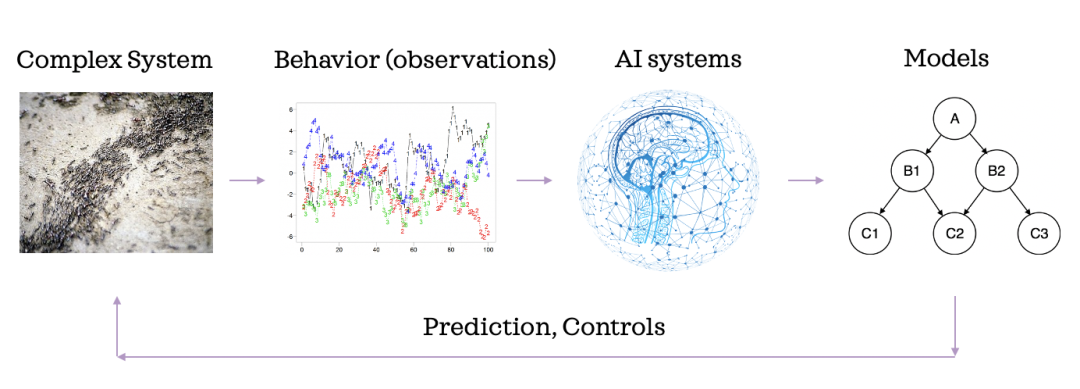 Complex System
Behavior (observations)
AI systems
Models
6
4
2
0
-2
-4
-6
0
20
40
60
80
100
A
B1
B2
C1
C2
C3
Prediction, Controls